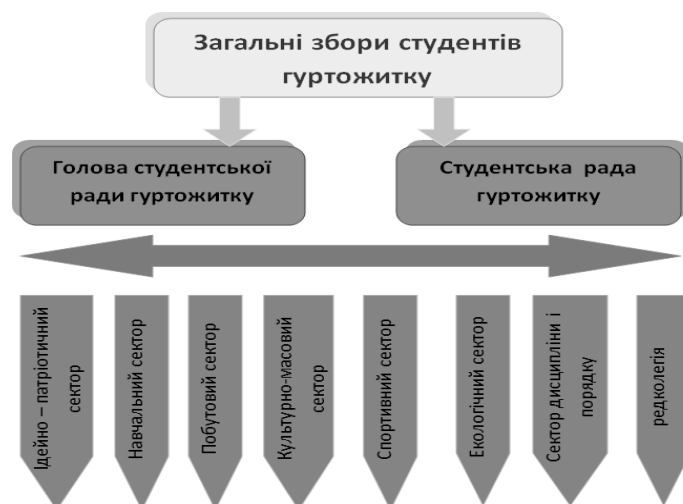 Загальні збори студентів
гуртожитку
Голова студентської
ради гуртожитку
Студентська рада
гуртожитку
Ідейно – патріотичний
сектор
Навчальний сектор
Побутовий сектор
Культурно-масовий
сектор
Спортивний сектор
Екологічний сектор
Сектор дисципліни і
порядку
редколегія